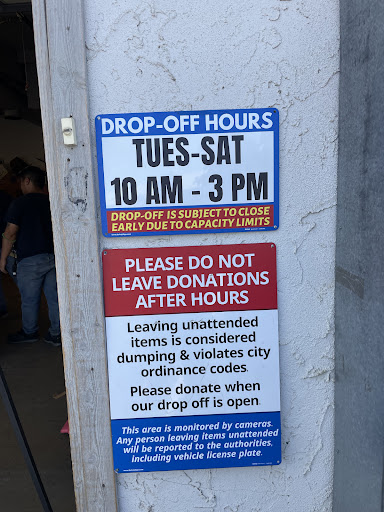 DROP-OFF HOURS
TUES-SAT
10 AM - 3 PM
DROP-OFF IS SUBJECT TO CLOSE
EARLY DUE TO CAPACITY LIMITS
PLEASE DO NOT
LEAVE DONATIONS
AFTER HOURS
Leaving unattended
items is considered
dumping & violates city
ordinance codes.
Please donate when
our drop off is open.
This area is monitored by cameras.
Any person leaving items unattended
will be reported to the authorities,
including vehicle license plate.